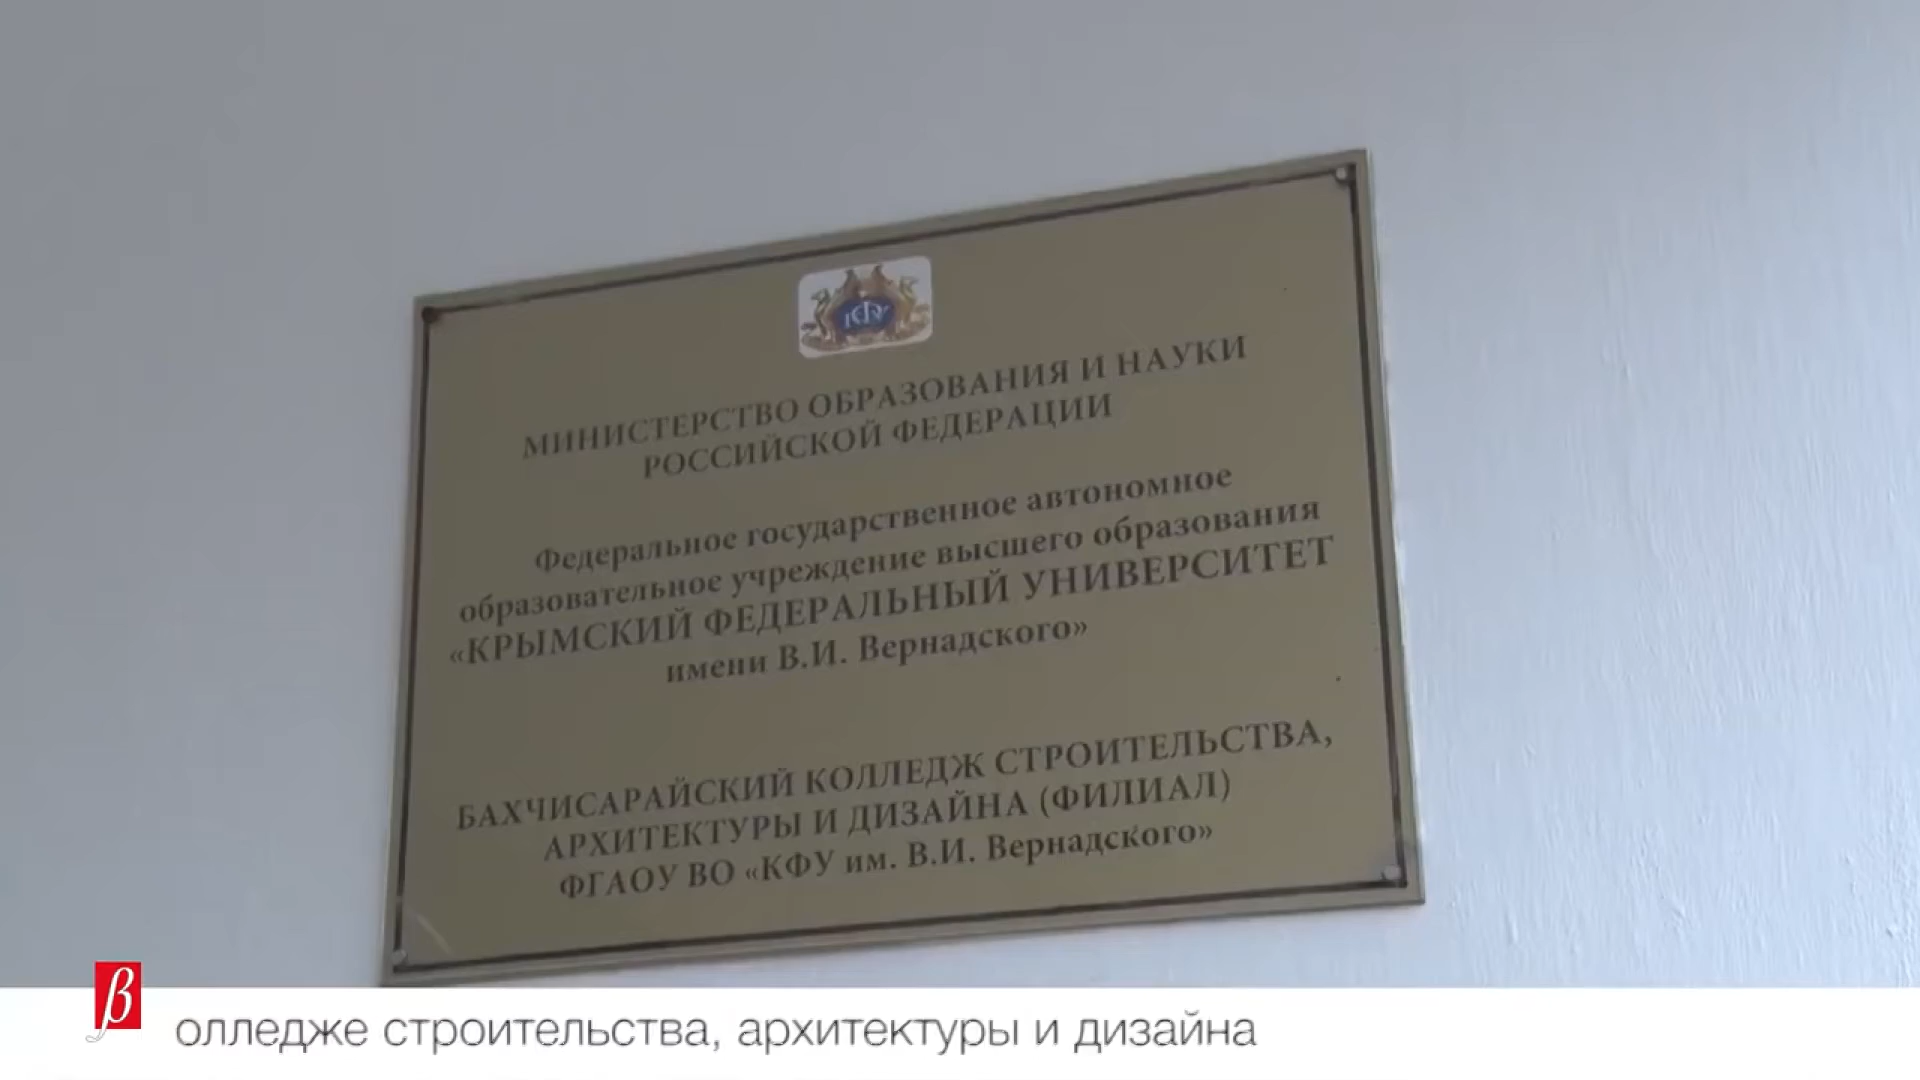 КФУ
МИНИСТЕРСТВО ОБРАЗОВАНИЯ И НАУКИ
РОССИЙСКОЙ ФЕДЕРАЦИИ
Федеральное государственное автономное
образовательное учреждение высшего образования
«КРЫМСКИЙ ФЕДЕРАЛЬНЫЙ УНИВЕРСИТЕТ
имени В.И. Вернадского»
БАХЧИСАРАЙСКИЙ КОЛЛЕДЖ СТРОИТЕЛЬСТВА,
АРХИТЕКТУРЫ И ДИЗАЙНА (ФИЛИАЛ)
ФГАОУ ВО «КФУ им. В.И. Вернадского»
β
олледже строительства, архитектуры и дизайна